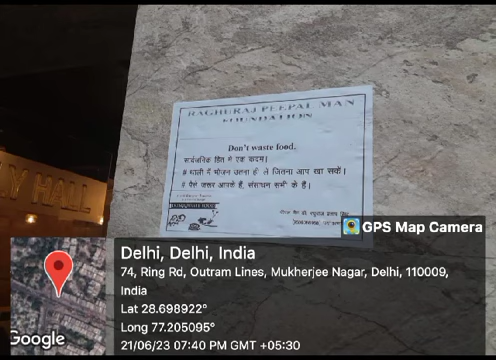 RAGHURAJ PEEPAL MAN
FOUNDATION
Don't waste food.
सार्वजनिक हित में एक कदम।
# थाली में भोजन उतना ही ले जितना आप खा सकें।
# पैसे जरूर आपके है, संसाधन सभी के है।
Y HALL
GPS Map Camera
Delhi, Delhi, India
74, Ring Rd, Outram Lines, Mukherjee Nagar, Delhi, 110009,
India
Lat 28.698922°
Long 77.205095°
21/06/23 07:40 PM GMT +05:30
Google